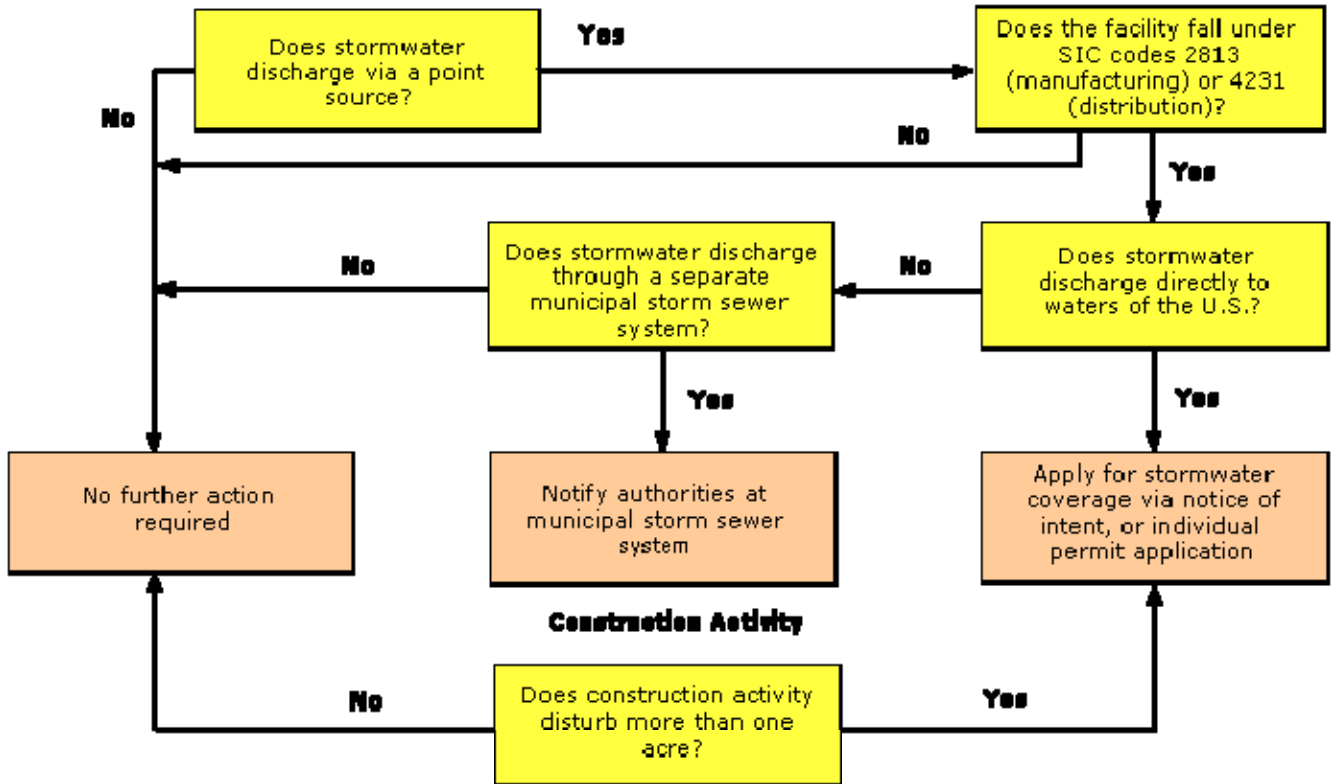 Does stormwater
discharge via a point
source?
Yes
Does the facility fall under
SIC codes 2813
(manufacturing) or 4231
(distribution)?
No
No
Yes
Does stormwater discharge
through a separate
municipal storm sewer
system?
No
No
Does stormwater
discharge directly to
waters of the U.S.?
Yes
Yes
No further action
required
Notify authorities at
municipal storm sewer
system
Apply for stormwater
coverage via notice of
intent, or individual
permit application
Construction Activity
No
Does construction activity
disturb more than one
acre?
Yes